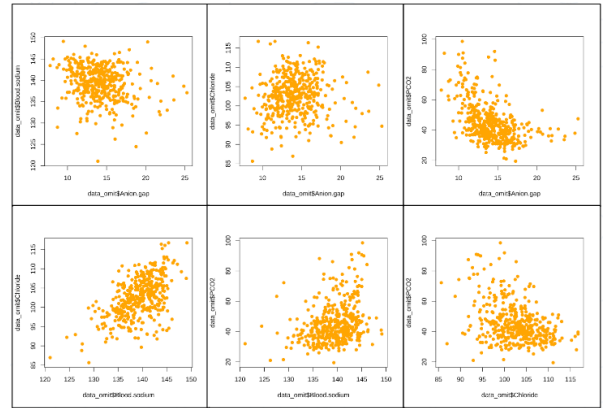 data_omit$Blood.sodium
120 130 135 140 145 150
10 15 20 25
data_omit$Anion.gap
data_omit$Chloride
85 90 95 100 105 115
10 15 20 25
data_omit$Anion.gap
data_omit$PCO2
20 40 60 80 100
10 15 20 25
data_omit$Anion.gap
data_omit$Chloride
85 90 95 100 105 115
120 125 130 135 140 145 150
data_omit$Blood.sodium
data_omit$PCO2
20 40 60 80 100
120 125 130 135 140 145 150
data_omit$Blood.sodium
data_omit$PCO2
20 40 60 80 100
85 90 95 100 105 110 115
data_omit$Chloride